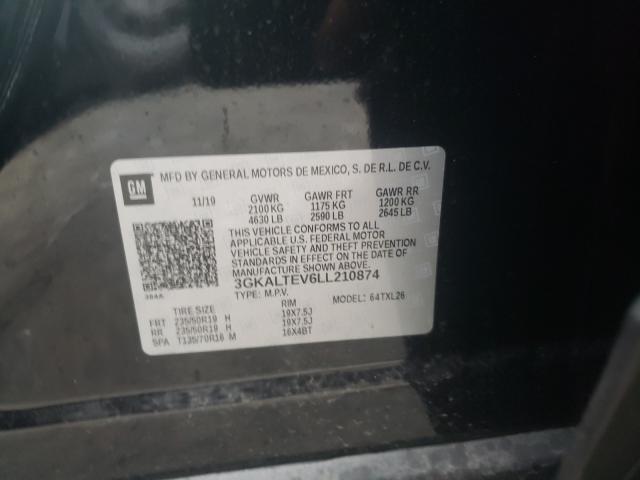 GM
MFD BY GENERAL MOTORS DE MEXICO, S. DE R.L. DE C.V.
11/19 GVWR GAWR FRT GAWR RR
2100 KG 1175 KG 1200 KG
4630 LB 2590 LB 2645 LB
THIS VEHICLE CONFORMS TO ALL
APPLICABLE U.S. FEDERAL MOTOR
VEHICLE SAFETY AND THEFT PREVENTION
STANDARDS IN EFFECT ON THE DATE OF
MANUFACTURE SHOWN ABOVE.
3GKALTEV6LL210874
TYPE: M.P.V. MODEL: 64TXL26
TIRE SIZE RIM
FRT 235/50R19 H 19X7.5J
RR 235/50R19 H 19X7.5J
SPA T135/70R16 M 16X4BT